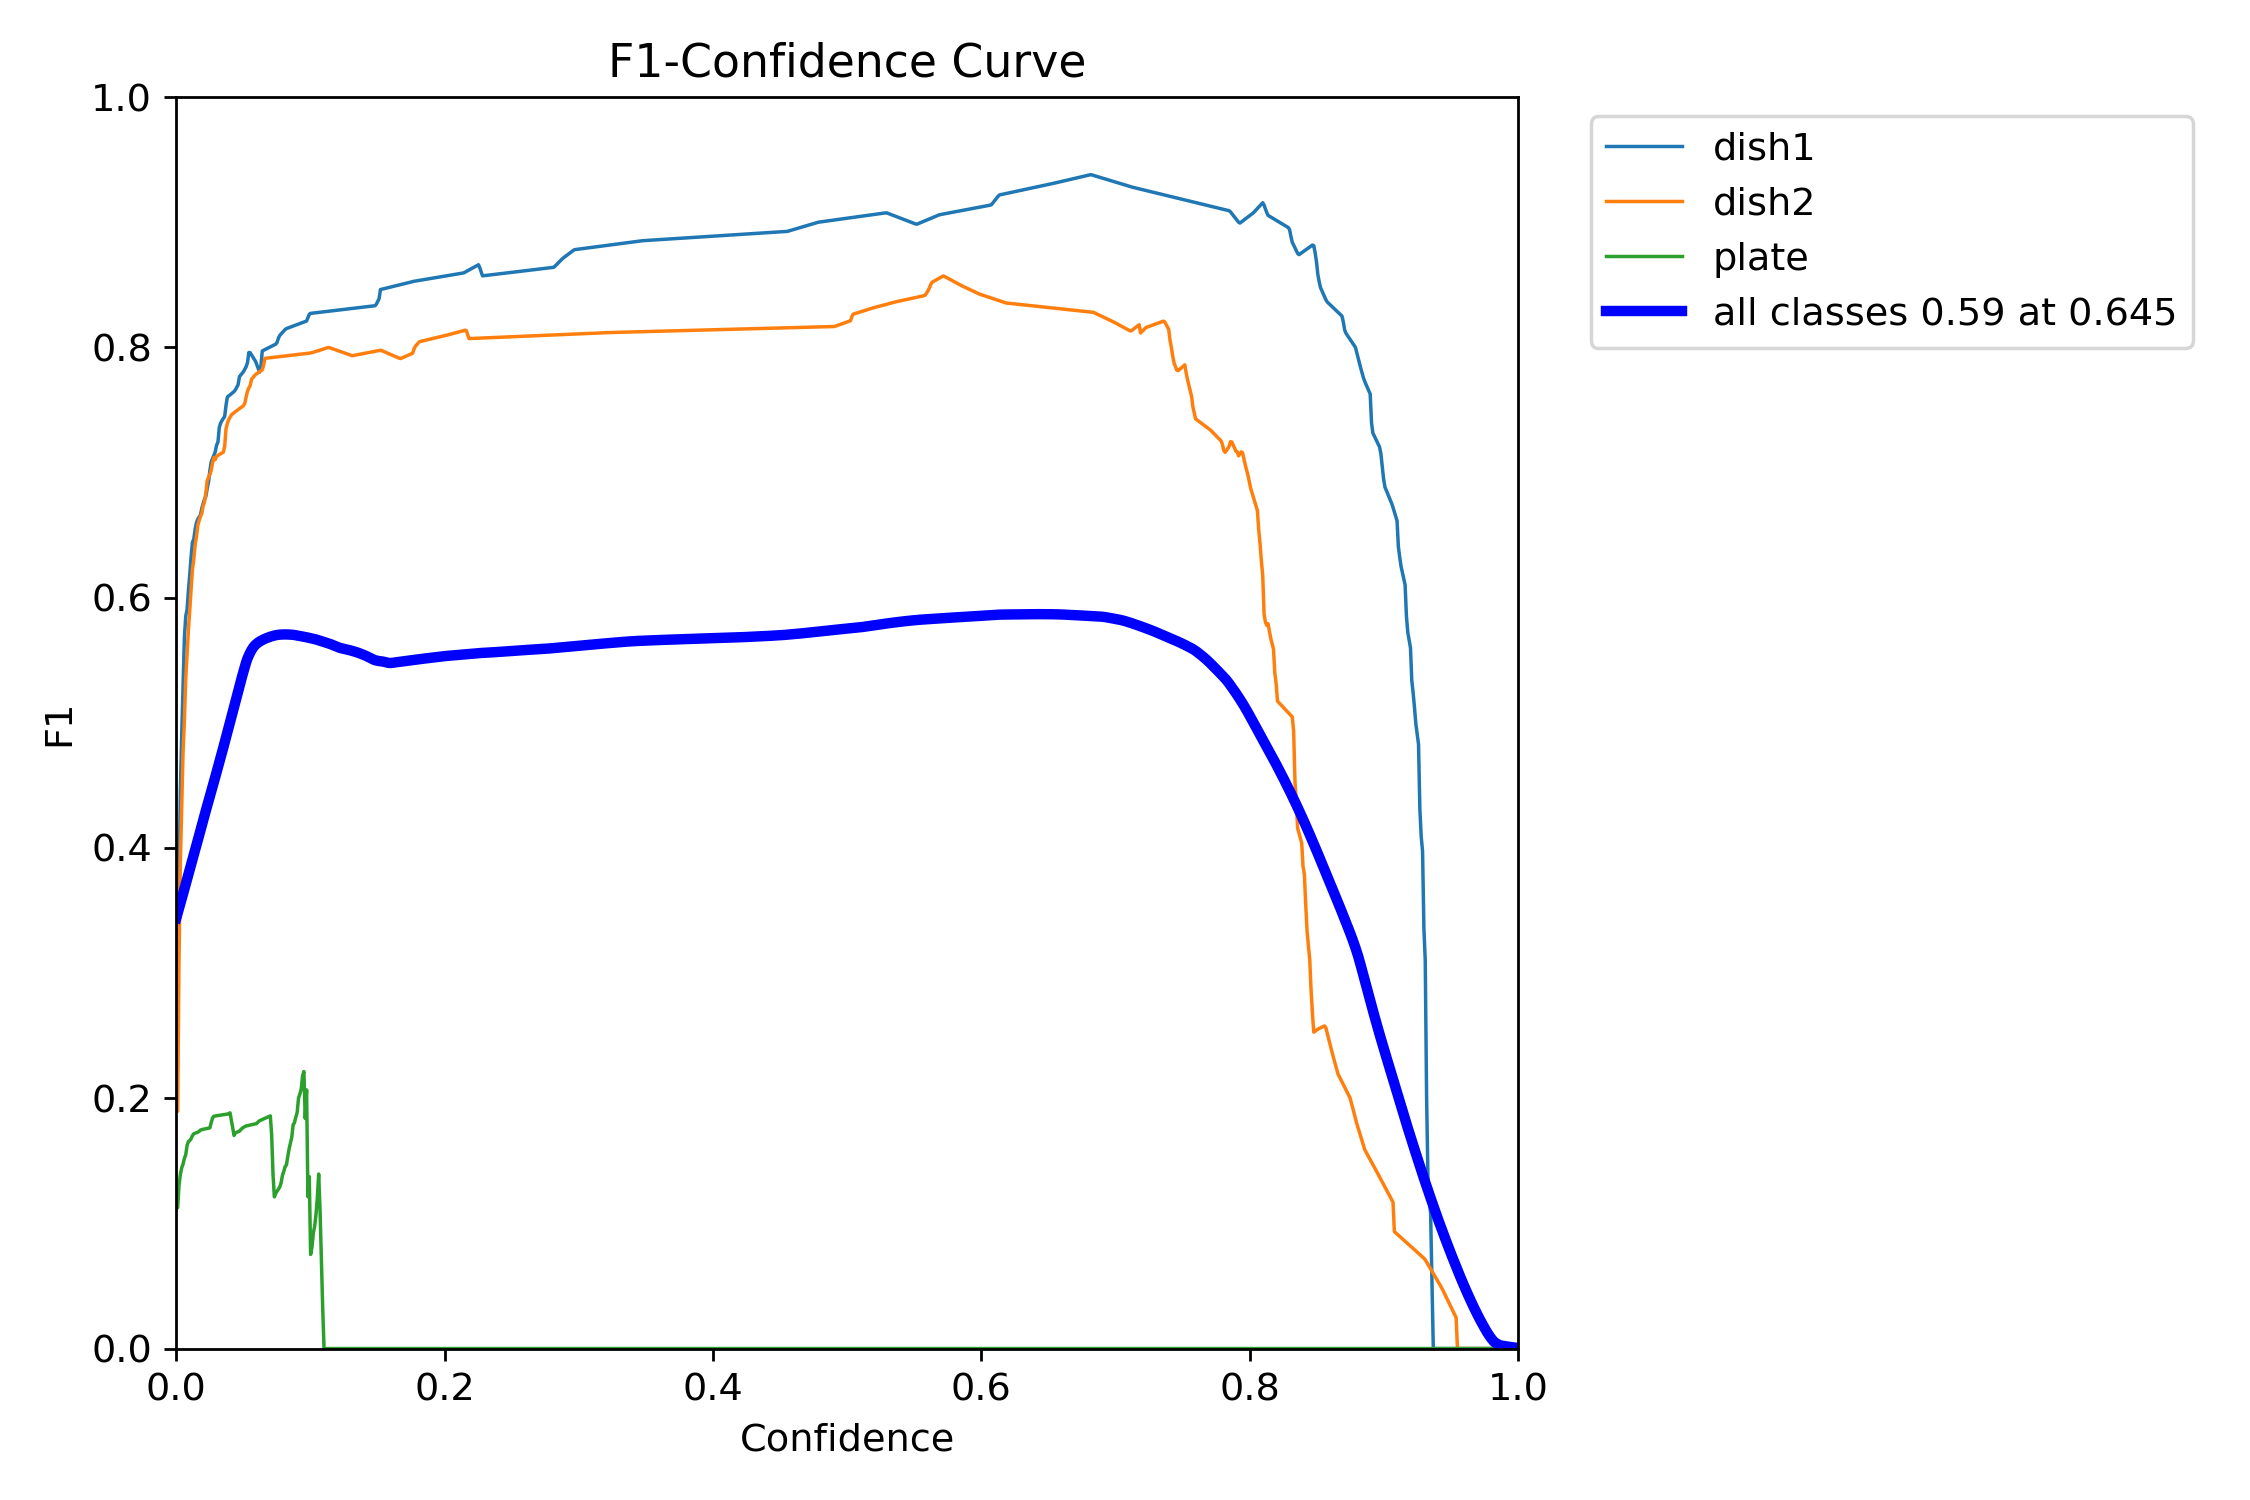 F1-Confidence Curve
1.0
0.8
0.6
0.4
0.2
0.0
F1
0.0 0.2 0.4 0.6 0.8 1.0
Confidence
dish1
dish2
plate
all classes 0.59 at 0.645